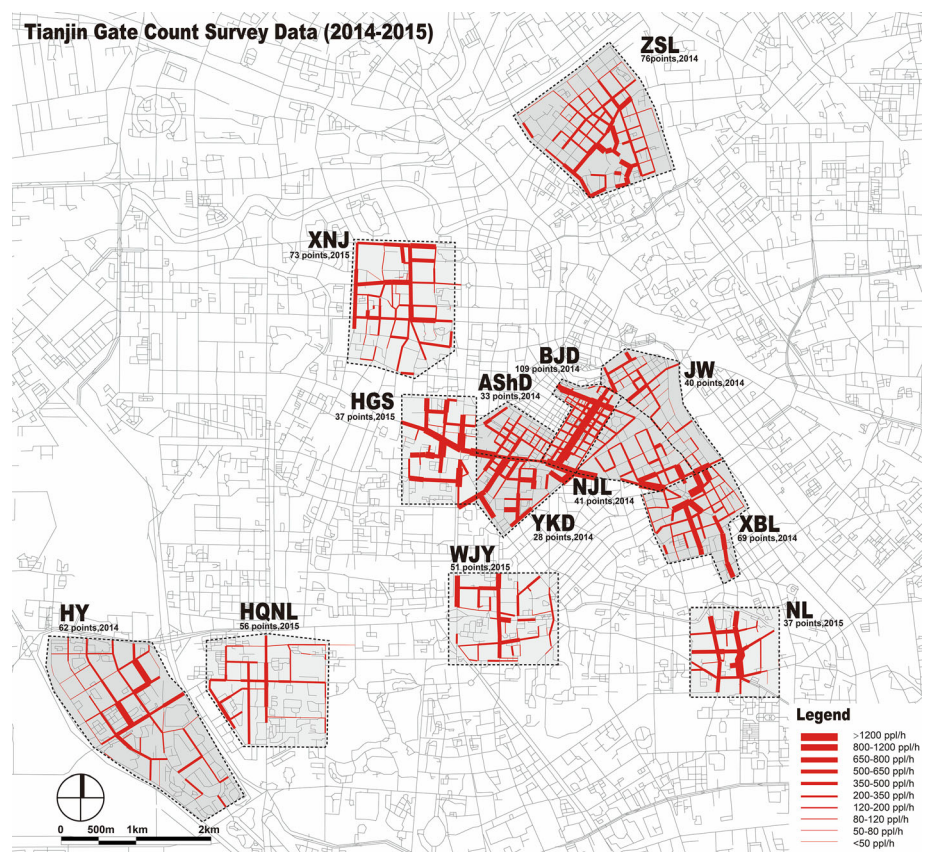 Tianjin Gate Count Survey Data (2014-2015)
ZSL
76points,2014
XNJ
73 points,2015
BJD
109 points,2014
JW
40 points,2014
AShD
33 points,2014
HGS
37 points,2015
NJL
41 points,2014
YKD
28 points,2014
XBL
69 points,2014
WJY
51 points,2015
HY
62 points,2014
HQNL
56 points,2015
NL
37 points,2015
Legend
>1200 ppl/h
800-1200 ppl/h
650-800 ppl/h
500-650 ppl/h
350-500 ppl/h
200-350 ppl/h
120-200 ppl/h
80-120 ppl/h
50-80 ppl/h
<50 ppl/h
0 500m 1km 2km